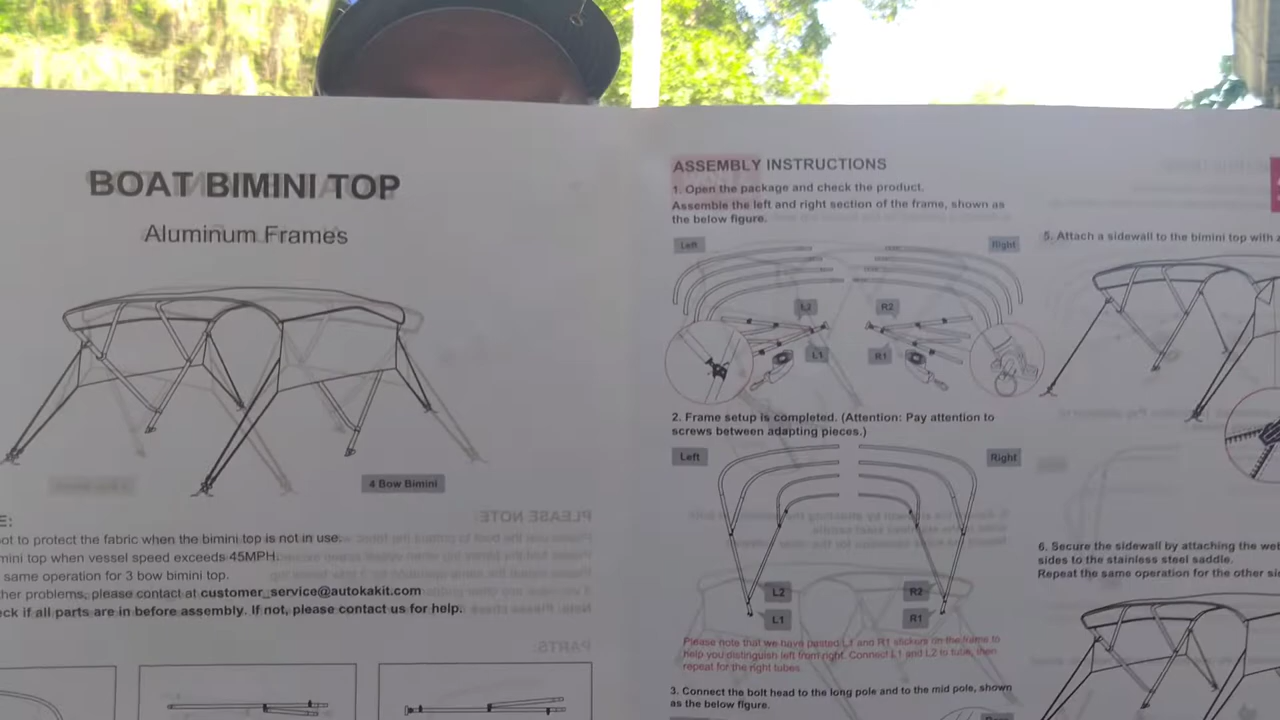 BOAT BIMINI TOP
Aluminum Frames
4 Bow Bimini
E:
ot to protect the fabric when the bimini top is not in use.
mini top when vessel speed exceeds 45MPH.
same operation for 3 bow bimini top.
ther problems, please contact at customer_service@autokakit.com
ck if all parts are in before assembly. If not, please contact us for help.
PLEASE NOTE:
PARTS:
ASSEMBLY INSTRUCTIONS
1. Open the package and check the product.
Assemble the left and right section of the frame, shown as
the below figure.
Left
Right
L2
R2
L1
R1
2. Frame setup is completed. (Attention: Pay attention to
screws between adapting pieces.)
Left
Right
L2
R2
L1
R1
Please note that we have pasted L1 and R1 stickers on the frame to
help you distinguish left from right. Connect L1 and L2 to tube, then
repeat for the right tubes.
3. Connect the bolt head to the long pole and to the mid pole, shown
as the below figure.
5. Attach a sidewall to the bimini top with
6. Secure the sidewall by attaching the we
sides to the stainless steel saddle.
Repeat the same operation for the other si